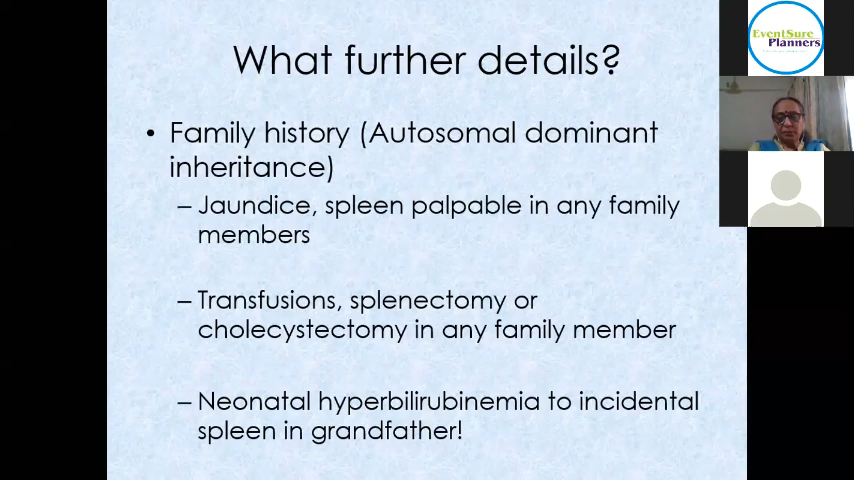 What further details?
• Family history (Autosomal dominant
inheritance)
– Jaundice, spleen palpable in any family
members
– Transfusions, splenectomy or
cholecystectomy in any family member
– Neonatal hyperbilirubinemia to incidental
spleen in grandfather!
EventSure
Planners